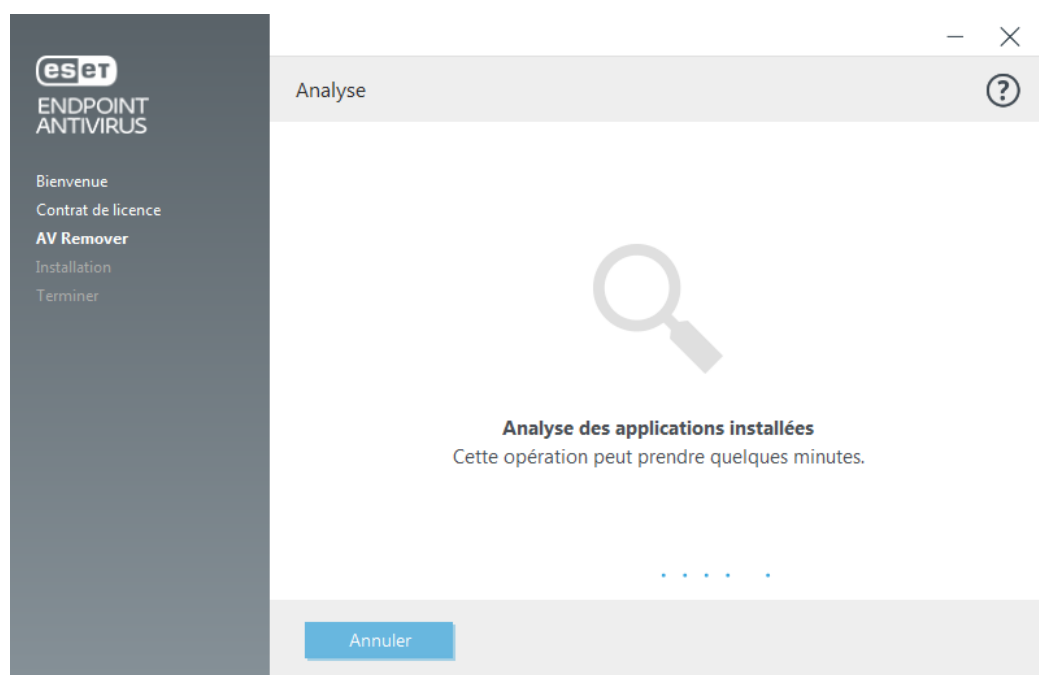 eset
ENDPOINT
ANTIVIRUS
Bienvenue
Contrat de licence
AV Remover
Installation
Terminer
Analyse
?
Analyse des applications installées
Cette opération peut prendre quelques minutes.
Annuler